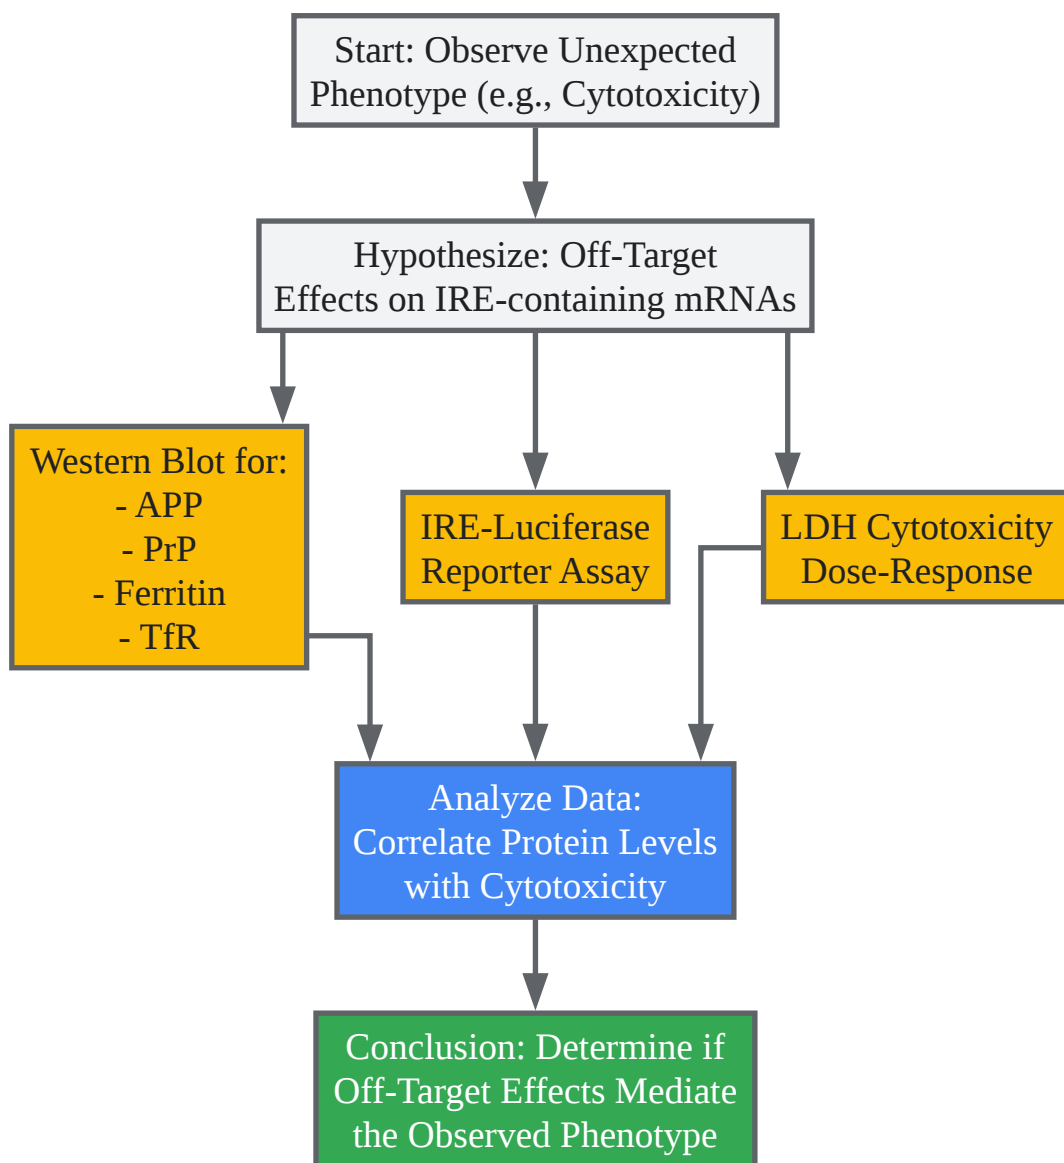 Start: Observe Unexpected
Phenotype (e.g., Cytotoxicity)
Hypothesize: Off-Target
Effects on IRE-containing mRNAs
Western Blot for:
- APP
- PrP
- Ferritin
- TfR
IRE-Luciferase
Reporter Assay
LDH Cytotoxicity
Dose-Response
Analyze Data:
Correlate Protein Levels
with Cytotoxicity
Conclusion: Determine if
Off-Target Effects Mediate
the Observed Phenotype